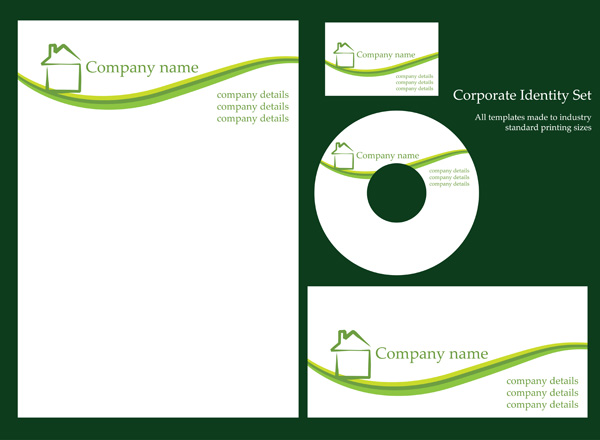 Company name
company details
company details
company details
Company name
company details
company details
company details
Corporate Identity Set
All templates made to industry
standard printing sizes
Company name
company details
company details
company details
Company name
company details
company details
company details